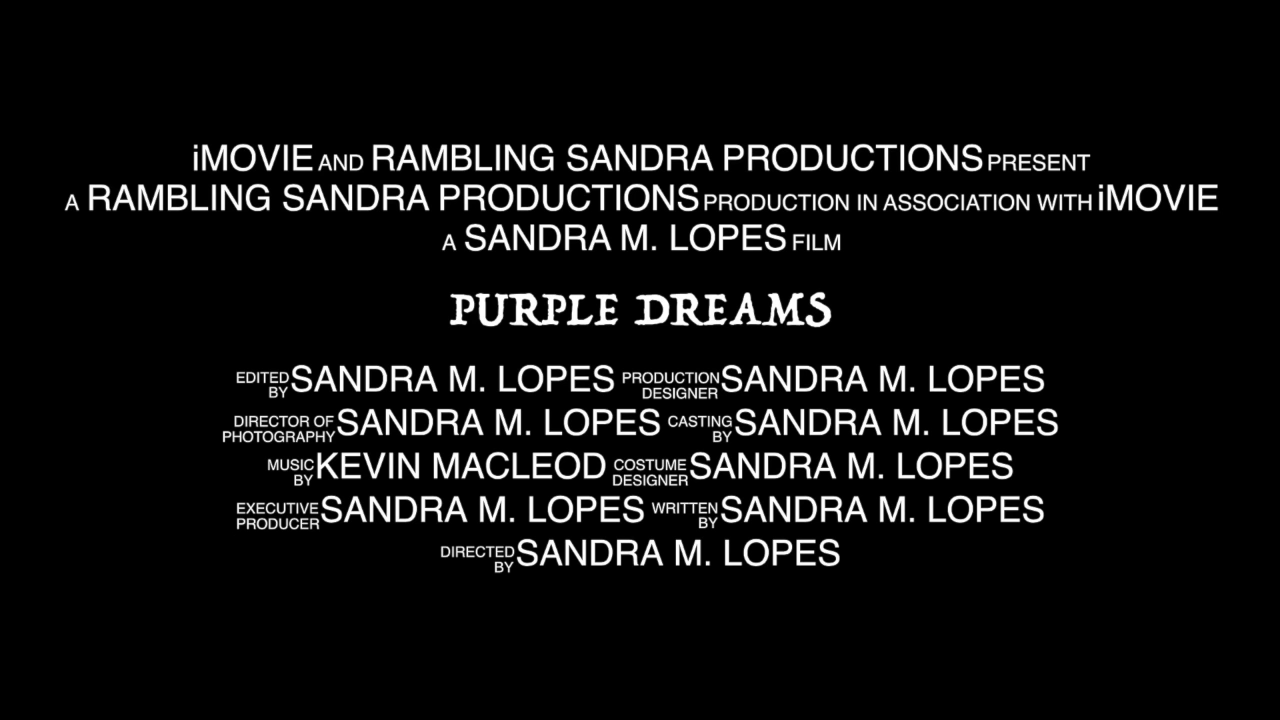 iMOVIE AND RAMBLING SANDRA PRODUCTIONS PRESENT
A RAMBLING SANDRA PRODUCTIONS PRODUCTION IN ASSOCIATION WITH iMOVIE
A SANDRA M. LOPES FILM
PURPLE DREAMS
EDITED BY SANDRA M. LOPES PRODUCTION DESIGNER SANDRA M. LOPES
DIRECTOR OF PHOTOGRAPHY SANDRA M. LOPES CASTING BY SANDRA M. LOPES
MUSIC BY KEVIN MACLEOD COSTUME DESIGNER SANDRA M. LOPES
EXECUTIVE PRODUCER SANDRA M. LOPES WRITTEN BY SANDRA M. LOPES
DIRECTED BY SANDRA M. LOPES